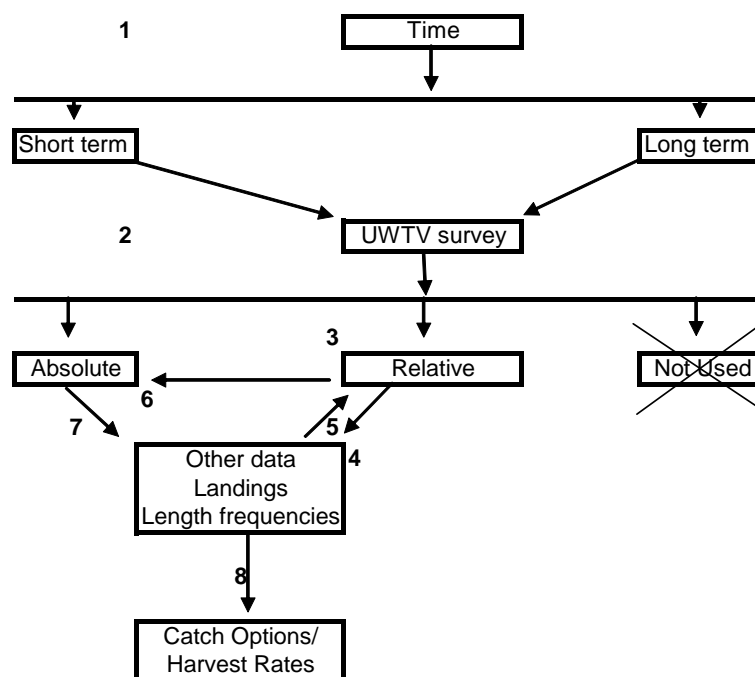 1
Time
Short term
Long term
2
UWTV survey
3
Absolute
Relative
Not Used
6
7
5
4
Other data
Landings
Length frequencies
8
Catch Options/
Harvest Rates